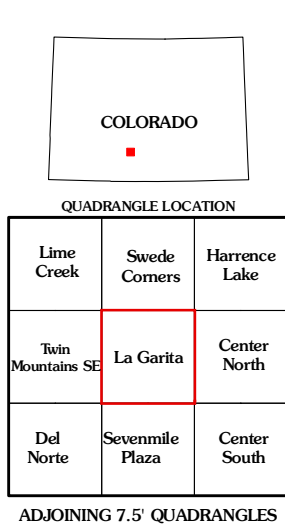 COLORADO
QUADRANGLE LOCATION
Lime
Creek
Swede
Corners
Harrence
Lake
Twin
Mountains SE
La Garita
Center
North
Del
Norte
Sevenmile
Plaza
Center
South
ADJOINING 7.5' QUADRANGLES